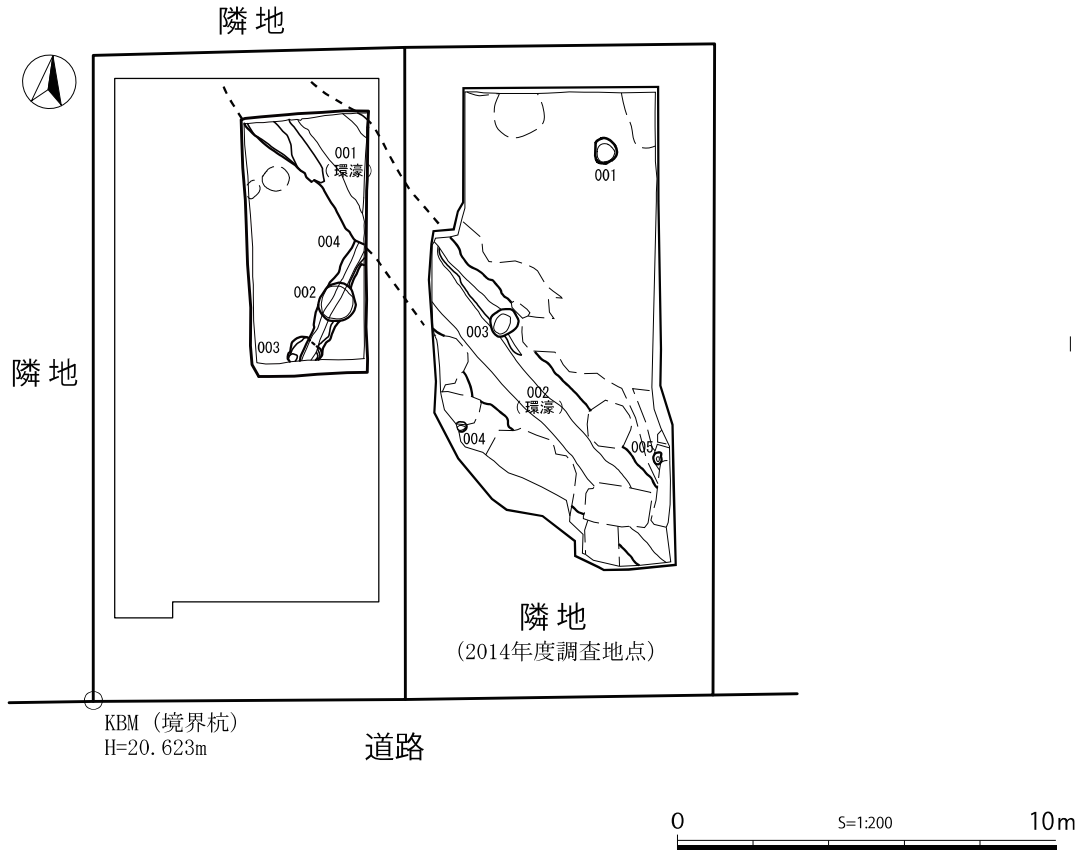 隣地
001
（環濠）
001
004
002
003
003
隣地
002
（環濠）
004
005
隣地
（2014年度調査地点）
KBM（境界杭）
H=20.623m
道路
0
S=1:200
10m